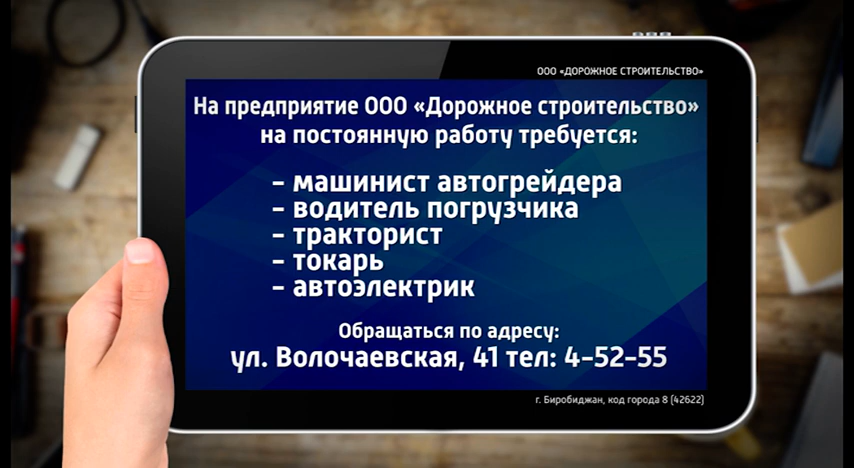 ООО «ДОРОЖНОЕ СТРОИТЕЛЬСТВО»
На предприятие ООО «Дорожное строительство»
на постоянную работу требуется:
- машинист автогрейдера
- водитель погрузчика
- тракторист
- токарь
- автоэлектрик
Обращаться по адресу:
ул. Волочаевская, 41 тел: 4-52-55
г. Биробиджан, код города 8 (42622)